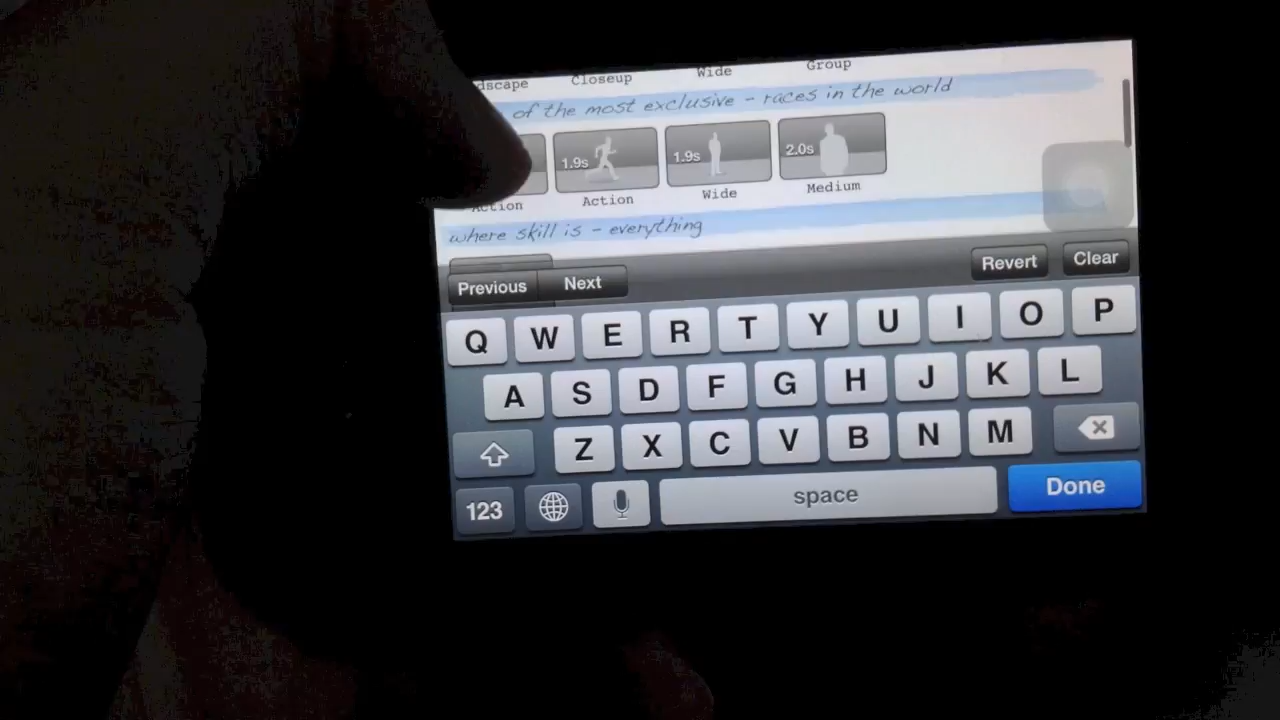 Closeup Wide Group
of the most exclusive - races in the world
1.9s 1.9s 2.0s
Action Action Wide Medium
where skill is - everything
Previous Next Revert Clear
Q W E R T Y U I O P
A S D F G H J K L
Z X C V B N M
123 space Done